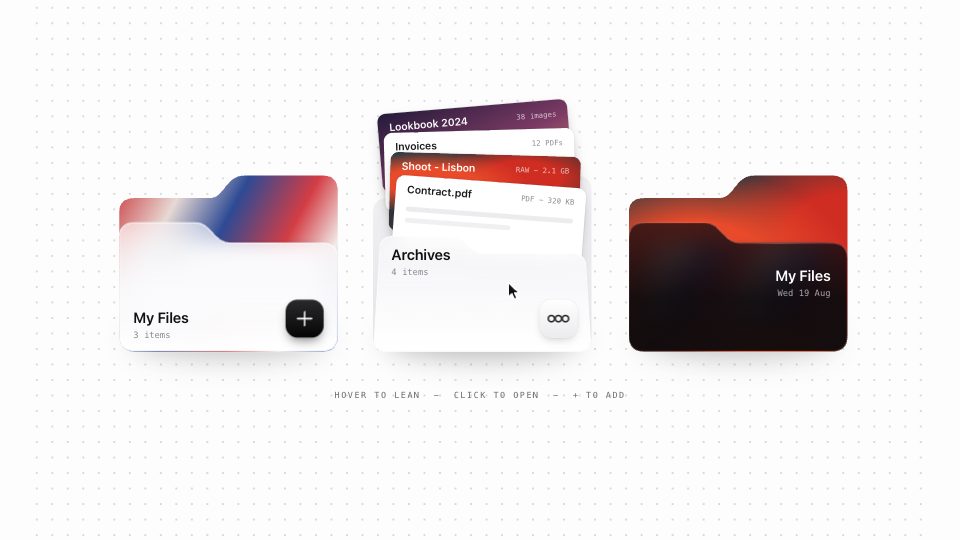 Lookbook 2024
38 images
Invoices
12 PDFs
Shoot - Lisbon
RAW — 2.1 GB
Contract.pdf
PDF — 320 KB
My Files
3 items
Archives
4 items
My Files
Wed 19 Aug
HOVER TO LEAN — CLICK TO OPEN — + TO ADD